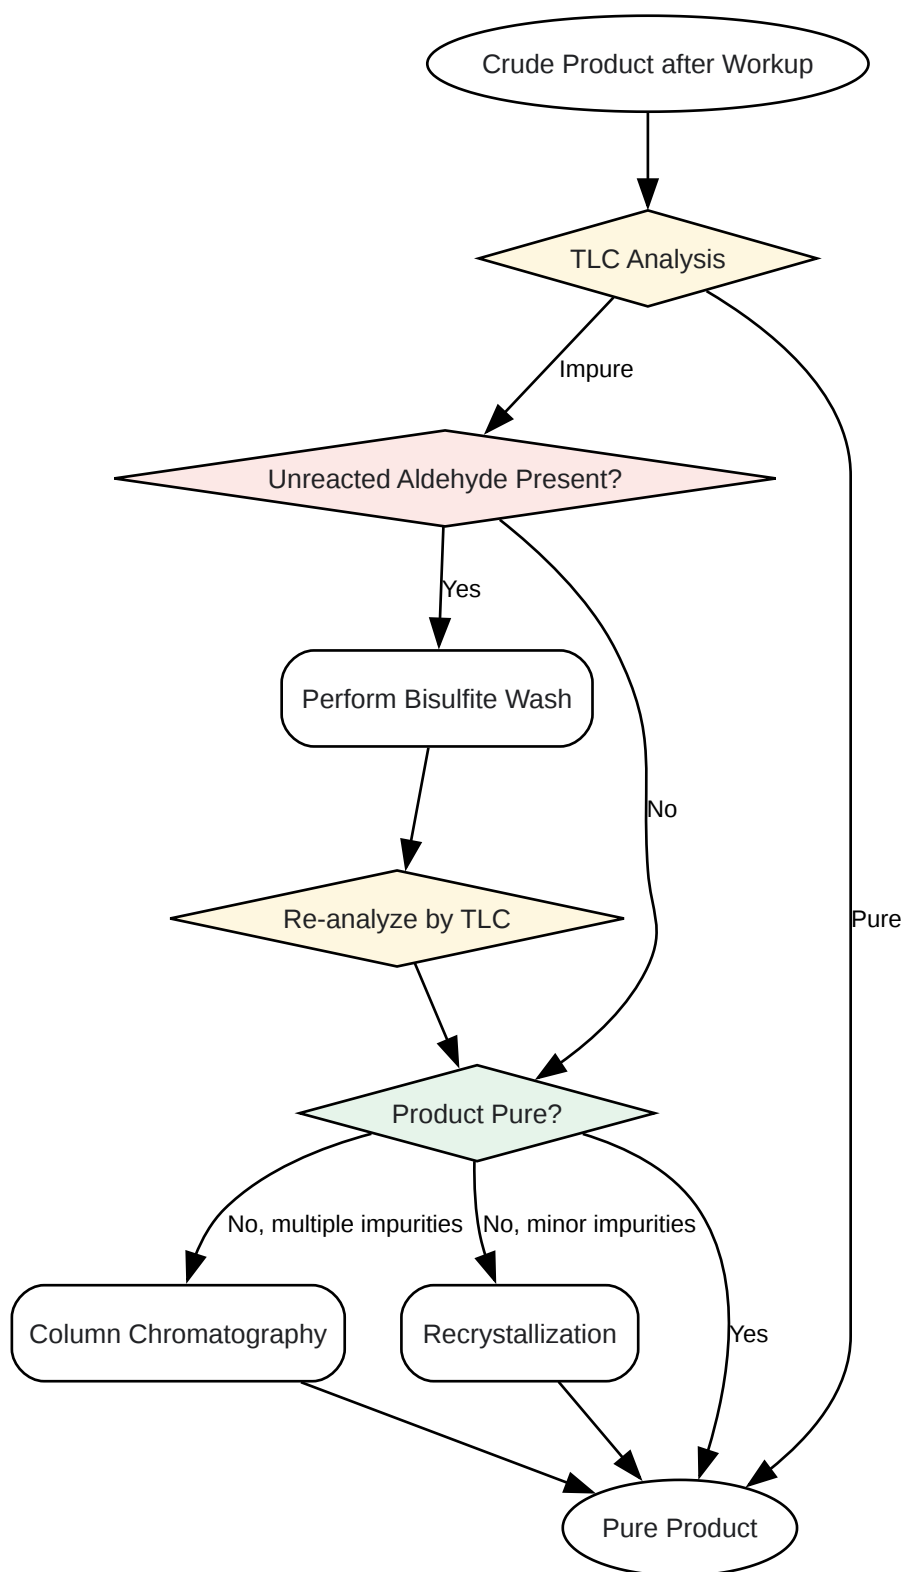 Crude Product after Workup
TLC Analysis
Impure
Unreacted Aldehyde Present?
Yes
Perform Bisulfite Wash
No
Re-analyze by TLC
Pure
Product Pure?
No, multiple impurities
No, minor impurities
Column Chromatography
Recrystallization
Yes
Pure Product